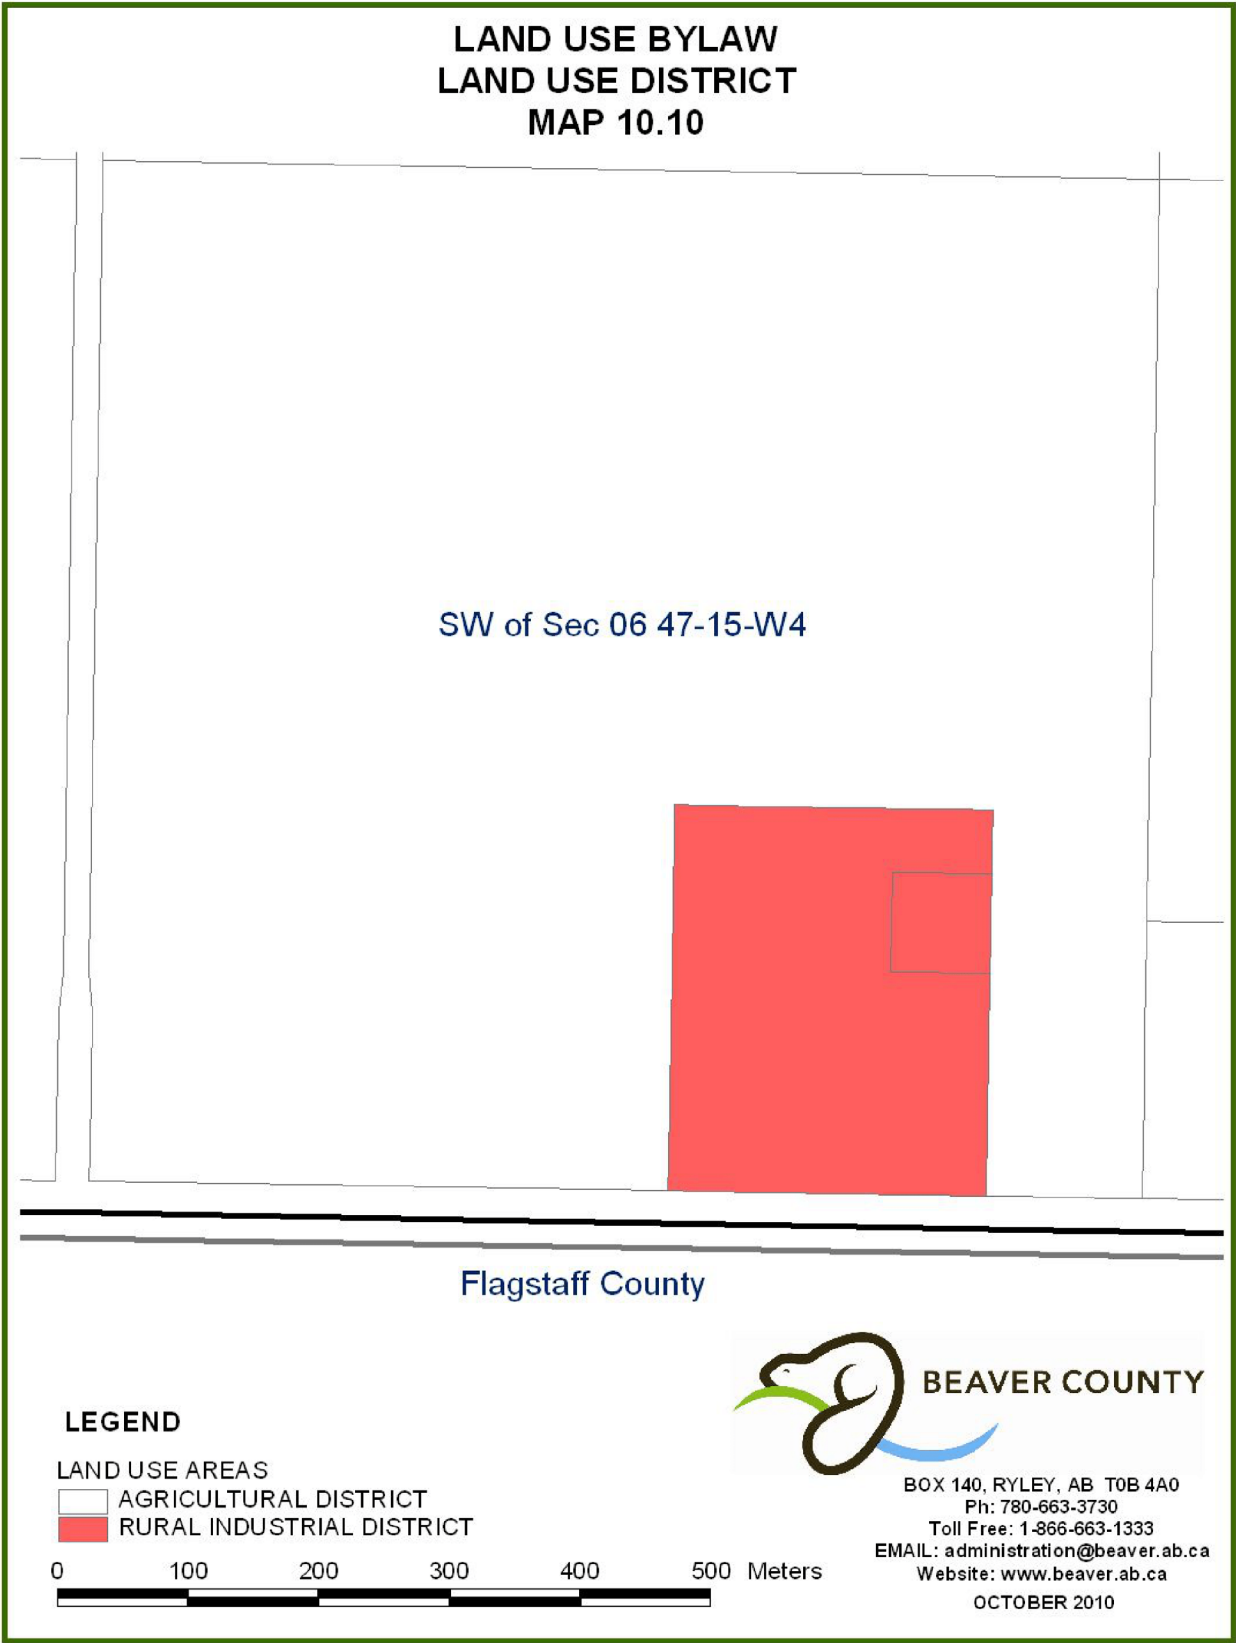 LAND USE BYLAW
LAND USE DISTRICT
MAP 10.10
SW of Sec 06 47-15-W4
Flagstaff County
BEAVER COUNTY
BOX 140, RYLEY, AB T0B 4A0
Ph: 780-663-3730
Toll Free: 1-866-663-1333
EMAIL: administration@beaver.ab.ca
Website: www.beaver.ab.ca
OCTOBER 2010
LEGEND
LAND USE AREAS
AGRICULTURAL DISTRICT
RURAL INDUSTRIAL DISTRICT
0 100 200 300 400 500 Meters